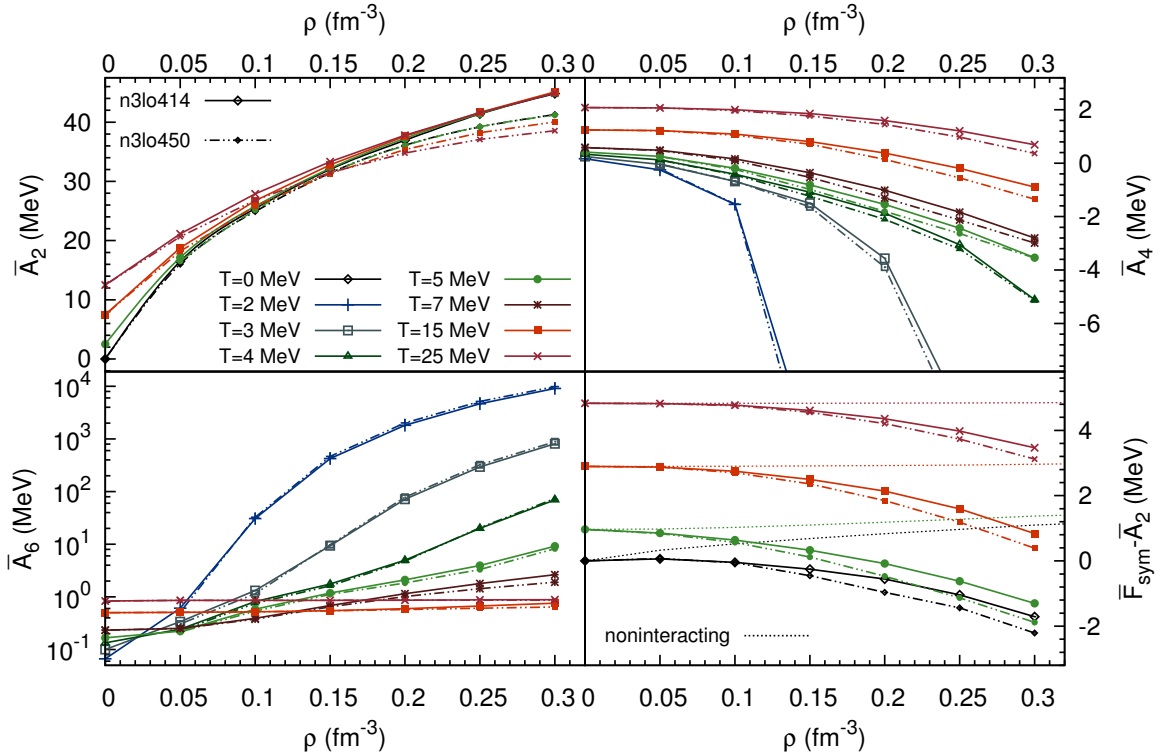 ρ (fm⁻³) ρ (fm⁻³)
0 0.05 0.1 0.15 0.2 0.25 0.3 0 0.05 0.1 0.15 0.2 0.25 0.3
n3lo414
n3lo450
40
30
20
10
0
A̅₂ (MeV)
T=0 MeV T=5 MeV
T=2 MeV T=7 MeV
T=3 MeV T=15 MeV
T=4 MeV T=25 MeV
2
0
-2
-4
-6
A̅₄ (MeV)
10⁴
10³
10²
10¹
10⁰
10⁻¹
A̅₆ (MeV)
4
2
0
-2
F̅sym-A̅₂ (MeV)
noninteracting
0 0.05 0.1 0.15 0.2 0.25 0.3 0 0.05 0.1 0.15 0.2 0.25 0.3
ρ (fm⁻³) ρ (fm⁻³)